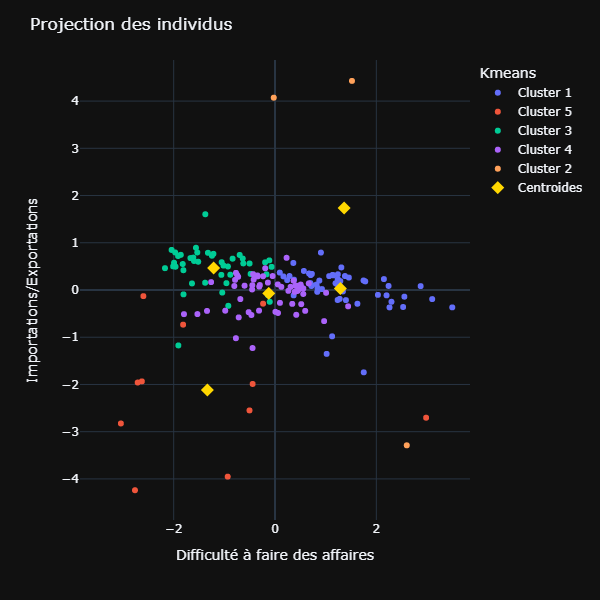 Projection des individus
Kmeans
Cluster 1
Cluster 5
Cluster 3
Cluster 4
Cluster 2
Centroides
Importations/Exportations
4
3
2
1
0
−1
−2
−3
−4
−2
0
2
Difficulté à faire des affaires